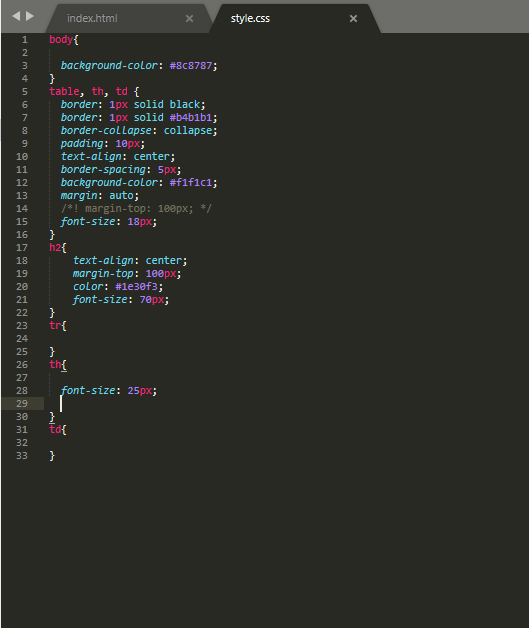 index.html
style.css
1 body{
2
3 background-color: #8c8787;
4 }
5 table, th, td {
6 border: 1px solid black;
7 border: 1px solid #b4b1b1;
8 border-collapse: collapse;
9 padding: 10px;
10 text-align: center;
11 border-spacing: 5px;
12 background-color: #f1f1c1;
13 margin: auto;
14 /*! margin-top: 100px; */
15 font-size: 18px;
16 }
17 h2{
18 text-align: center;
19 margin-top: 100px;
20 color: #1e30f3;
21 font-size: 70px;
22 }
23 tr{
24
25 }
26 th{
27
28 font-size: 25px;
29
30 }
31 td{
32
33 }